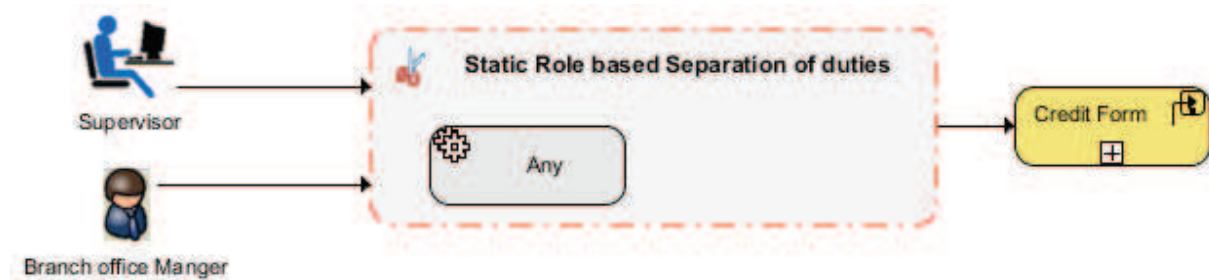 Static Role based Separation of duties
Supervisor
Credit Form
Any
Branch office Manger